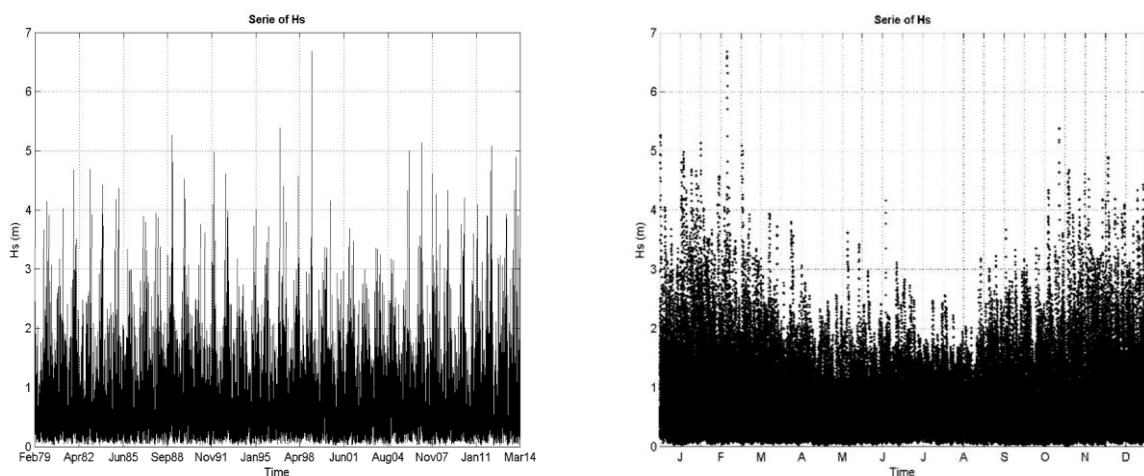 Serie of Hs
7
6
5
4
3
2
1
0
Hs (m)
Feb79 Apr82 Jun85 Sep88 Nov91 Jan95 Apr98 Jun01 Aug04 Nov07 Jan11 Mar14
Time
Serie of Hs
7
6
5
4
3
2
1
0
Hs (m)
J F M A M J J A S O N D
Time